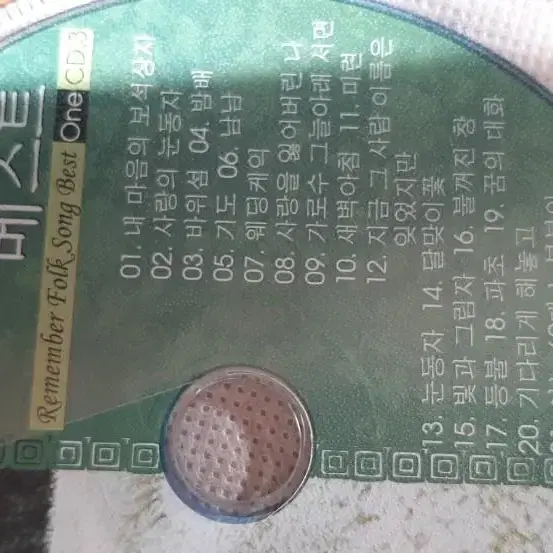 베스트
Remember Folk Song Best One CD.3
01. 내 마음의 보석상자
02. 사랑의 눈동자
03. 바위섬 04. 밤배
05. 기도 06. 남남
07. 웨딩케익
08. 사랑을 잃어버린 나
09. 가로수 그늘아래 서면
10. 새벽아침 11. 미련
12. 지금 그 사람 이름은
잊었지만
13. 눈동자 14. 달맞이꽃
15. 빛과 그림자 16. 불꺼진 창
17. 등불 18. 파초 19. 꿈의 대화
20. 기다리게 해놓고